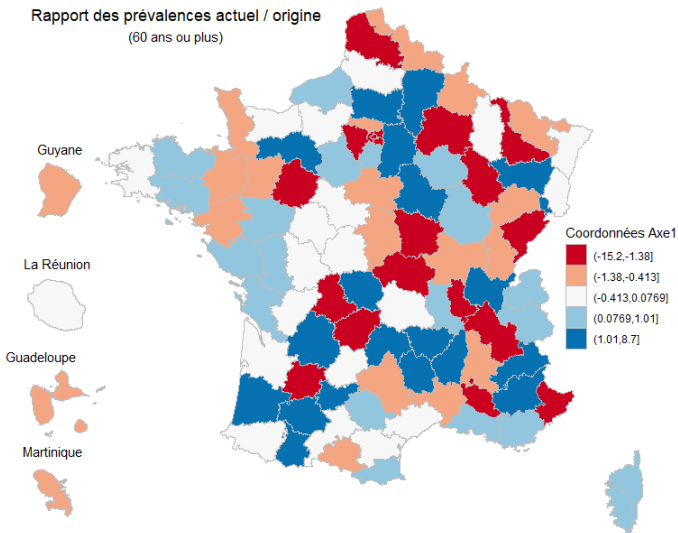 Rapport des prévalences actuel / origine
(60 ans ou plus)
Guyane
La Réunion
Guadeloupe
Martinique
Coordonnées Axe1
(-15.2,-1.38]
(-1.38,-0.413]
(-0.413,0.0769]
(0.0769,1.01]
(1.01,8.7]